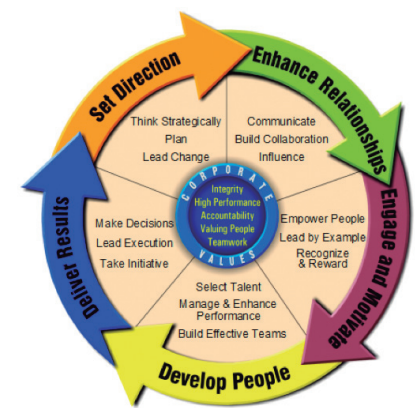 Set Direction
Think Strategically
Plan
Lead Change
Enhance Relationships
Communicate
Build Collaboration
Influence
Engage and Motivate
Empower People
Lead by Example
Recognize
& Reward
Develop People
Select Talent
Manage & Enhance
Performance
Build Effective Teams
Deliver Results
Make Decisions
Lead Execution
Take Initiative
CORPORATE
Integrity
High Performance
Accountability
Valuing People
Teamwork
VALUES